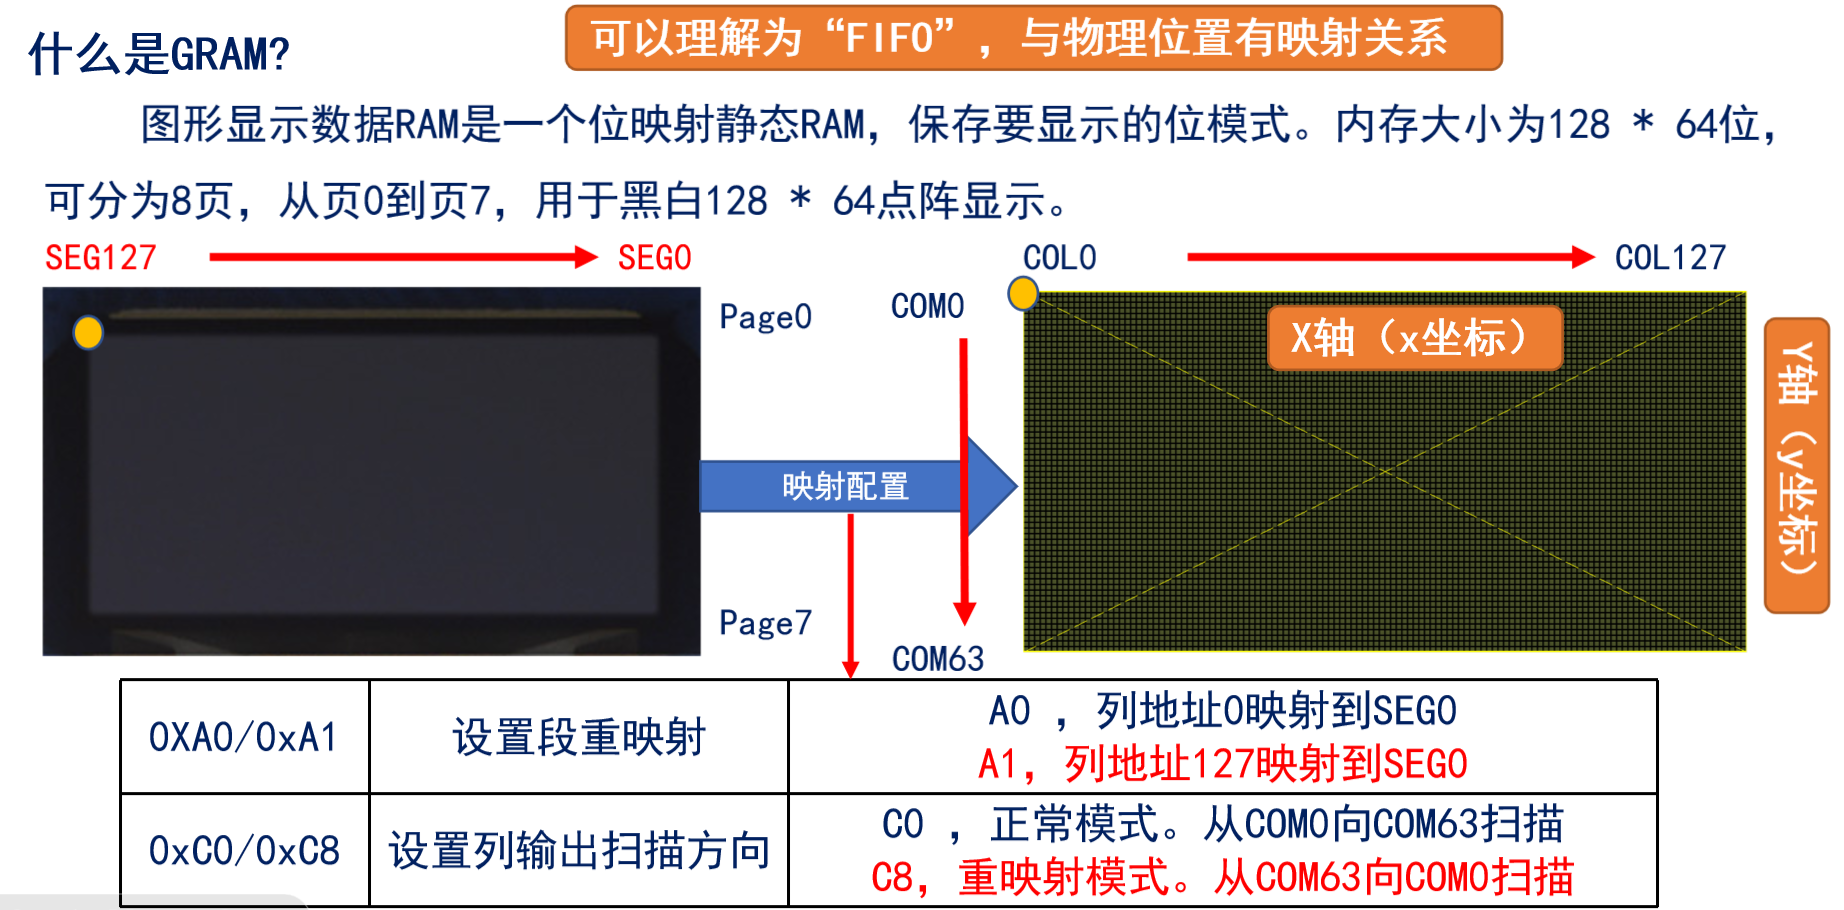 什么是GRAM?
可以理解为“FIFO”，与物理位置有映射关系
图形显示数据RAM是一个位映射静态RAM，保存要显示的位模式。内存大小为128 * 64位，
可分为8页，从页0到页7，用于黑白128 * 64点阵显示。
SEG127
SEG0
COL0
COL127
Page0
COM0
X轴（x坐标）
Y轴（y坐标）
映射配置
Page7
COM63
0XA0/0xA1
设置段重映射
A0 ，列地址0映射到SEG0
A1，列地址127映射到SEG0
0xC0/0xC8
设置列输出扫描方向
C0 ，正常模式。从COM0向COM63扫描
C8，重映射模式。从COM63向COM0扫描